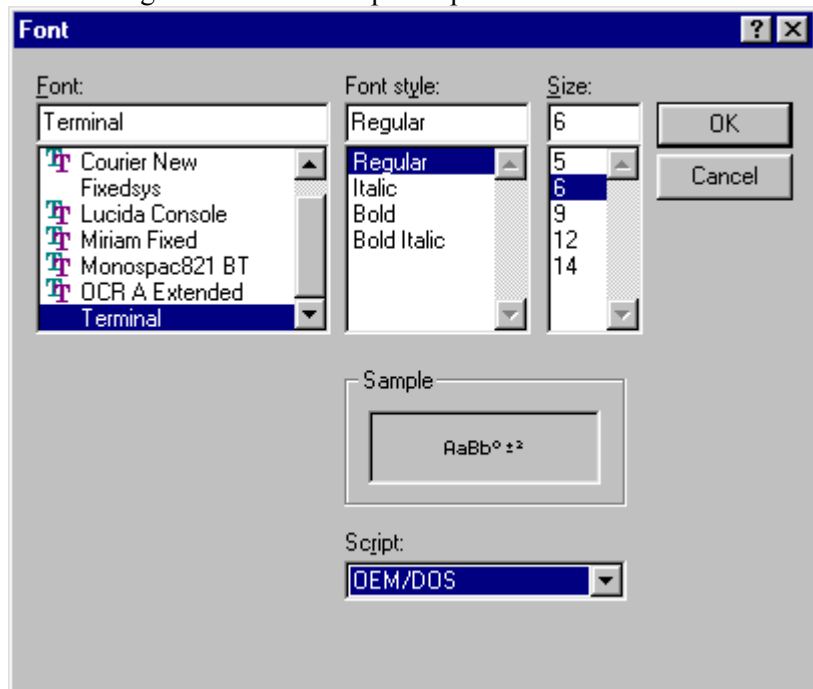 Font
Font:
Terminal
Courier New
Fixedsys
Lucida Console
Miriam Fixed
Monospac821 BT
OCR A Extended
Terminal
Font style:
Regular
Regular
Italic
Bold
Bold Italic
Size:
6
5
6
9
12
14
OK
Cancel
Sample
AaBbº±²
Script:
OEM/DOS